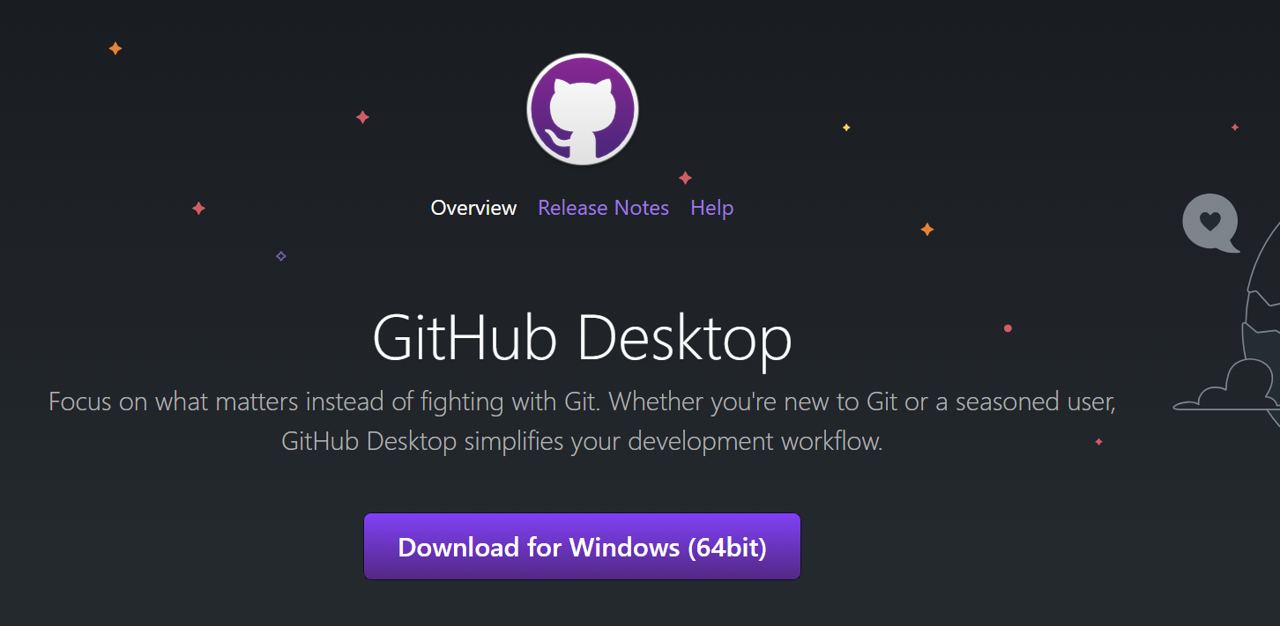 Overview Release Notes Help
GitHub Desktop
Focus on what matters instead of fighting with Git. Whether you're new to Git or a seasoned user,
GitHub Desktop simplifies your development workflow.
Download for Windows (64bit)